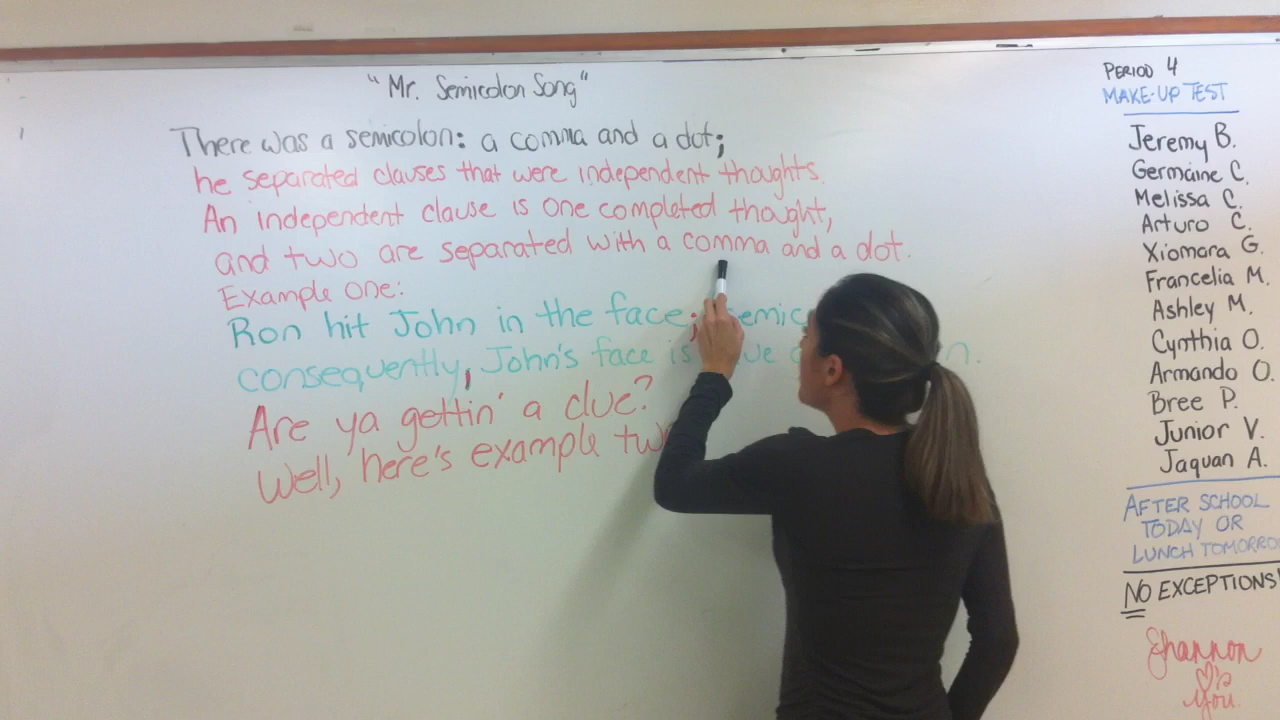 "Mr. Semicolon Song"
There was a semicolon: a comma and a dot;
he separated clauses that were independent thoughts.
An independent clause is one completed thought,
and two are separated with a comma and a dot.
Example one:
Ron hit John in the face;
consequently, John's face is
Are ya gettin' a clue?
Well, here's example
PERIOD 4
MAKE-UP TEST
Jeremy B.
Germaine C.
Melissa C.
Arturo C.
Xiomara G.
Francelia M.
Ashley M.
Cynthia O.
Armando O.
Bree P.
Junior V.
Jaquan A.
AFTER SCHOOL
TODAY OR
LUNCH TOMORRO
NO EXCEPTIONS!
Shannon
♡'s
you.